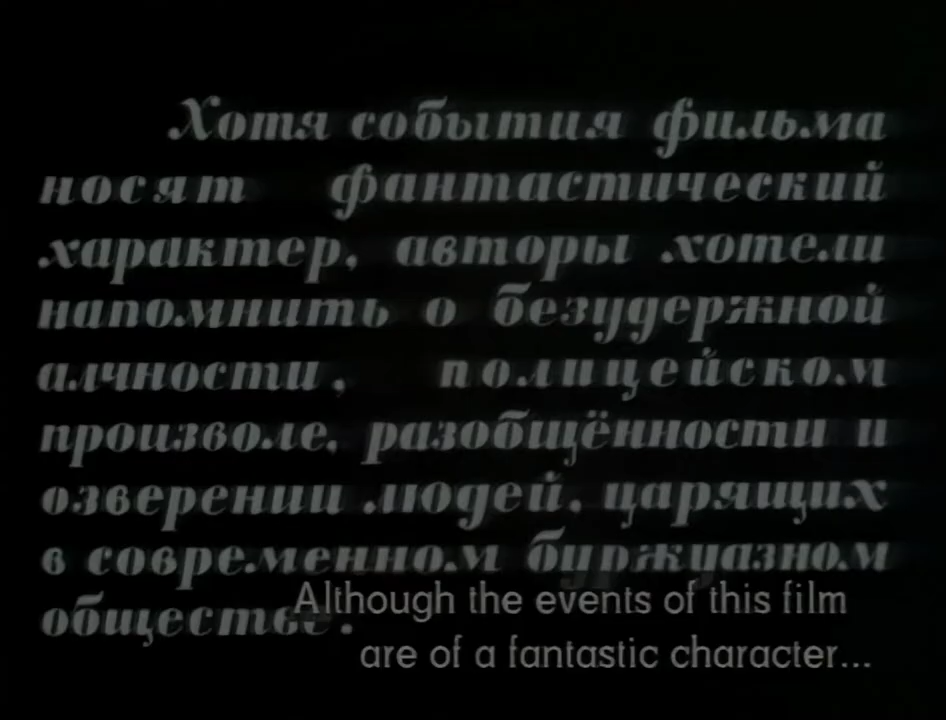 Хотя события фильма
носят фантастический
характер, авторы хотели
напомнить о безудержной
алчности, полицейском
произволе, разобщённости и
озверении людей, царящих
в современном буржуазном
обществе.
Although the events of this film
are of a fantastic character...